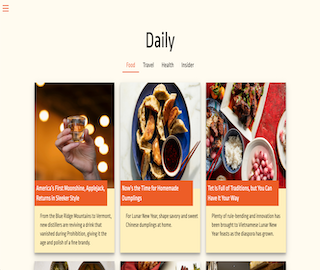 Daily
Food Travel Health Insider
America's First Moonshine, Applejack,
Returns in Sleeker Style
From the Blue Ridge Mountains to Vermont,
new distillers are reviving a drink that
vanished during Prohibition, giving it the
age and polish of a fine brandy.
Now's the Time for Homemade
Dumplings
For Lunar New Year, shape savory and sweet
Chinese dumplings at home.
Tet Is Full of Traditions, but You Can
Have it Your Way
Plenty of rule-bending and innovation has
been brought to Vietnamese Lunar New
Year feasts as the diaspora has grown.